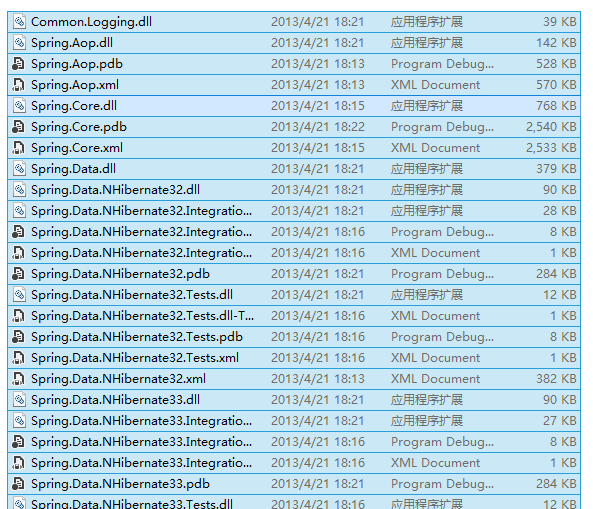 Common.Logging.dll 2013/4/21 18:21 应用程序扩展 39 KB
Spring.Aop.dll 2013/4/21 18:21 应用程序扩展 142 KB
Spring.Aop.pdb 2013/4/21 18:13 Program Debug... 528 KB
Spring.Aop.xml 2013/4/21 18:13 XML Document 570 KB
Spring.Core.dll 2013/4/21 18:15 应用程序扩展 768 KB
Spring.Core.pdb 2013/4/21 18:22 Program Debug... 2,540 KB
Spring.Core.xml 2013/4/21 18:15 XML Document 2,533 KB
Spring.Data.dll 2013/4/21 18:21 应用程序扩展 379 KB
Spring.Data.NHibernate32.dll 2013/4/21 18:21 应用程序扩展 90 KB
Spring.Data.NHibernate32.Integratio... 2013/4/21 18:21 应用程序扩展 28 KB
Spring.Data.NHibernate32.Integratio... 2013/4/21 18:16 Program Debug... 8 KB
Spring.Data.NHibernate32.Integratio... 2013/4/21 18:16 XML Document 1 KB
Spring.Data.NHibernate32.pdb 2013/4/21 18:21 Program Debug... 284 KB
Spring.Data.NHibernate32.Tests.dll 2013/4/21 18:21 应用程序扩展 12 KB
Spring.Data.NHibernate32.Tests.dll-T... 2013/4/21 18:16 XML Document 1 KB
Spring.Data.NHibernate32.Tests.pdb 2013/4/21 18:16 Program Debug... 8 KB
Spring.Data.NHibernate32.Tests.xml 2013/4/21 18:16 XML Document 1 KB
Spring.Data.NHibernate32.xml 2013/4/21 18:13 XML Document 382 KB
Spring.Data.NHibernate33.dll 2013/4/21 18:21 应用程序扩展 90 KB
Spring.Data.NHibernate33.Integratio... 2013/4/21 18:21 应用程序扩展 27 KB
Spring.Data.NHibernate33.Integratio... 2013/4/21 18:16 Program Debug... 8 KB
Spring.Data.NHibernate33.Integratio... 2013/4/21 18:16 XML Document 1 KB
Spring.Data.NHibernate33.pdb 2013/4/21 18:21 Program Debug... 284 KB
Spring.Data.NHibernate33.Tests.dll 2013/4/21 18:21 应用程序扩展 12 KB